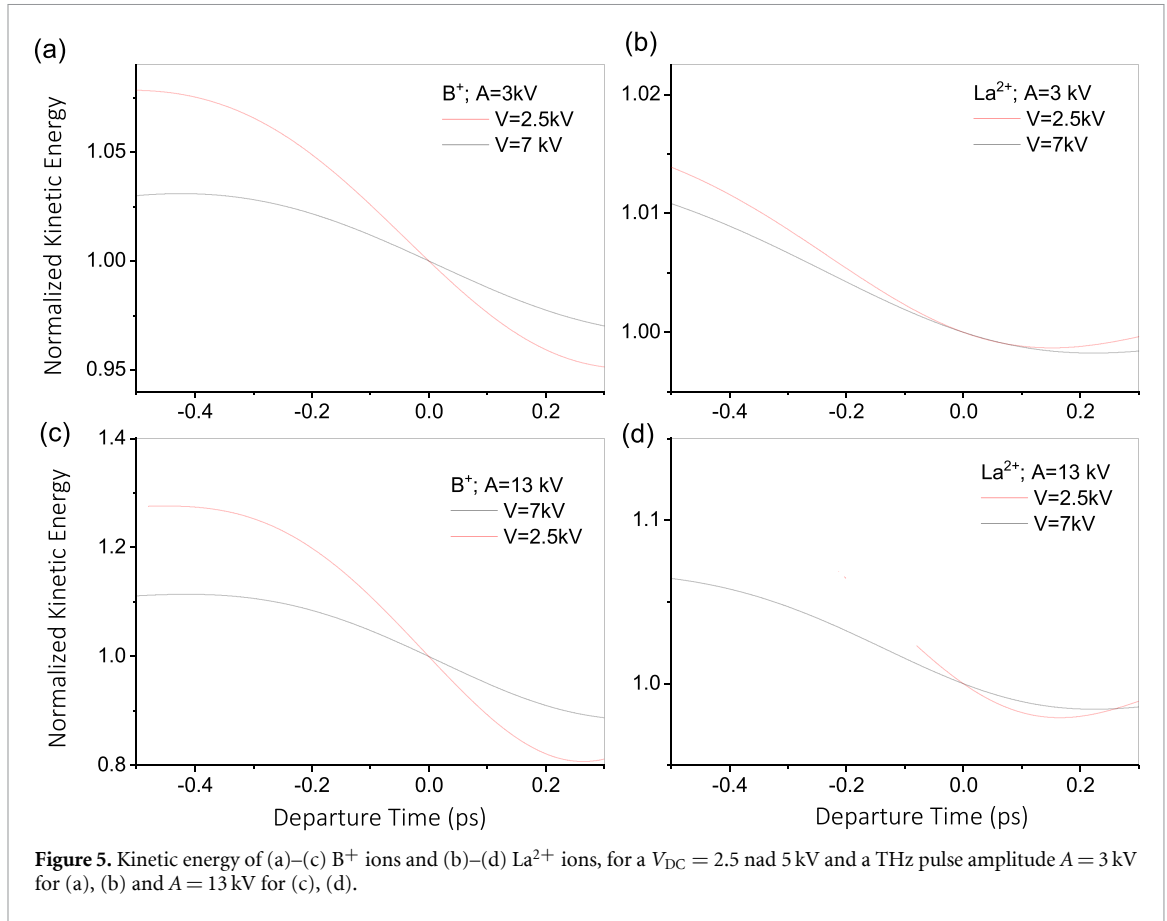 (a)
(b)
Normalized Kinetic Energy
B⁺; A=3kV
V=2.5kV
V=7 kV
1.05
1.00
0.95
-0.4 -0.2 0.0 0.2
La²⁺; A=3 kV
V=2.5kV
V=7kV
1.02
1.01
1.00
-0.4 -0.2 0.0 0.2
(c)
(d)
Normalized Kinetic Energy
B⁺; A=13 kV
V=7kV
V=2.5kV
1.4
1.2
1.0
0.8
-0.4 -0.2 0.0 0.2
Departure Time (ps)
La²⁺; A=13 kV
V=2.5kV
V=7kV
1.1
1.0
-0.4 -0.2 0.0 0.2
Departure Time (ps)
Figure 5. Kinetic energy of (a)–(c) B⁺ ions and (b)–(d) La²⁺ ions, for a V_DC = 2.5 nad 5 kV and a THz pulse amplitude A = 3 kV
for (a), (b) and A = 13 kV for (c), (d).